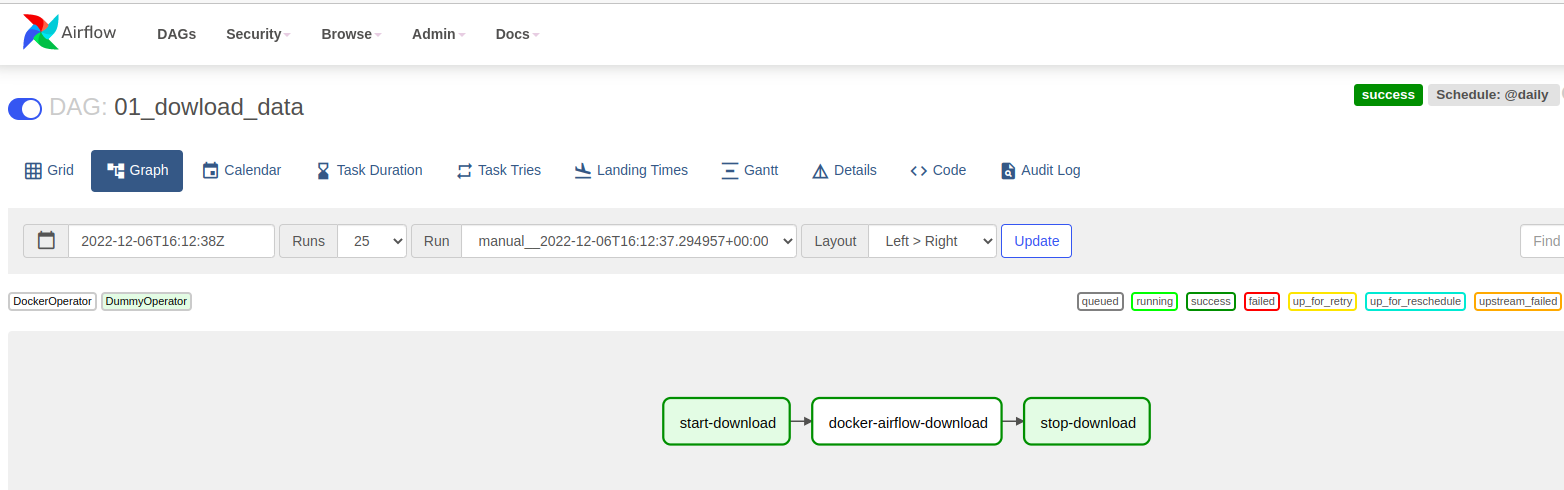 Airflow DAGs Security Browse Admin Docs
DAG: 01_dowload_data success Schedule: @daily
Grid Graph Calendar Task Duration Task Tries Landing Times Gantt Details Code Audit Log
2022-12-06T16:12:38Z Runs 25 Run manual__2022-12-06T16:12:37.294957+00:00 Layout Left > Right Update Find
DockerOperator DummyOperator queued running success failed up_for_retry up_for_reschedule upstream_failed
start-download docker-airflow-download stop-download